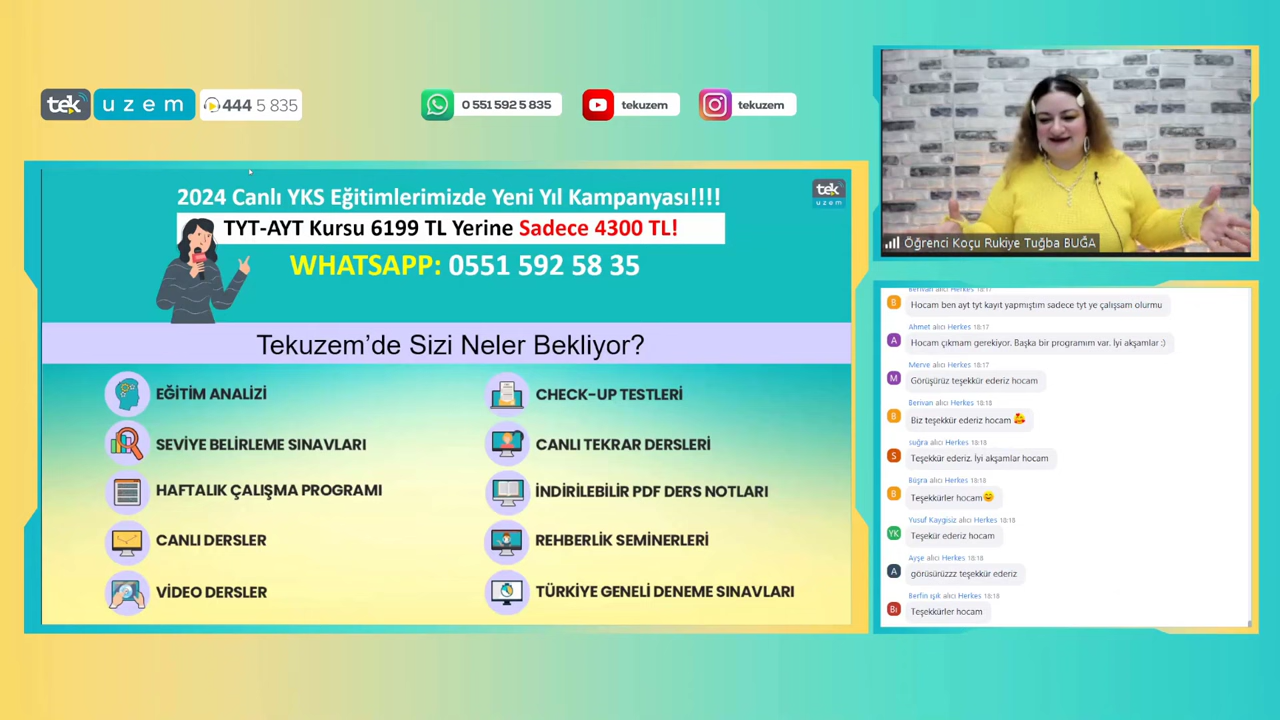 tek uzem 444 5 835
0 551 592 5 835
tekuzem
tekuzem
2024 Canlı YKS Eğitimlerimizde Yeni Yıl Kampanyası!!!!
TYT-AYT Kursu 6199 TL Yerine Sadece 4300 TL!
WHATSAPP: 0551 592 58 35
tek
uzem
Tekuzem’de Sizi Neler Bekliyor?
EĞİTİM ANALİZİ
SEVİYE BELİRLEME SINAVLARI
HAFTALIK ÇALIŞMA PROGRAMI
CANLI DERSLER
VİDEO DERSLER
CHECK-UP TESTLERİ
CANLI TEKRAR DERSLERİ
İNDİRİLEBİLİR PDF DERS NOTLARI
REHBERLİK SEMİNERLERİ
TÜRKİYE GENELİ DENEME SINAVLARI
Öğrenci Koçu Rukiye Tuğba BUĞA
Berivan alıcı Herkes 18:17
B
Hocam ben ayt tyt kayıt yapmıştım sadece tyt ye çalışsam olurmu
Ahmet alıcı Herkes 18:17
A
Hocam çıkmam gerekiyor. Başka bir programım var. İyi akşamlar :)
Merve alıcı Herkes 18:17
M
Görüşürüz teşekkür ederiz hocam
Berivan alıcı Herkes 18:18
B
Biz teşekkür ederiz hocam 🥰
suğra alıcı Herkes 18:18
S
Teşekkür ederiz. İyi akşamlar hocam
Büşra alıcı Herkes 18:18
B
Teşekkürler hocam😊
Yusuf Kaygisiz alıcı Herkes 18:18
YK
Teşekür ederiz hocam
Ayşe alıcı Herkes 18:18
A
görüsürüzzz teşekkür ederiz
Berfin ışık alıcı Herkes 18:18
BI
Teşekkürler hocam